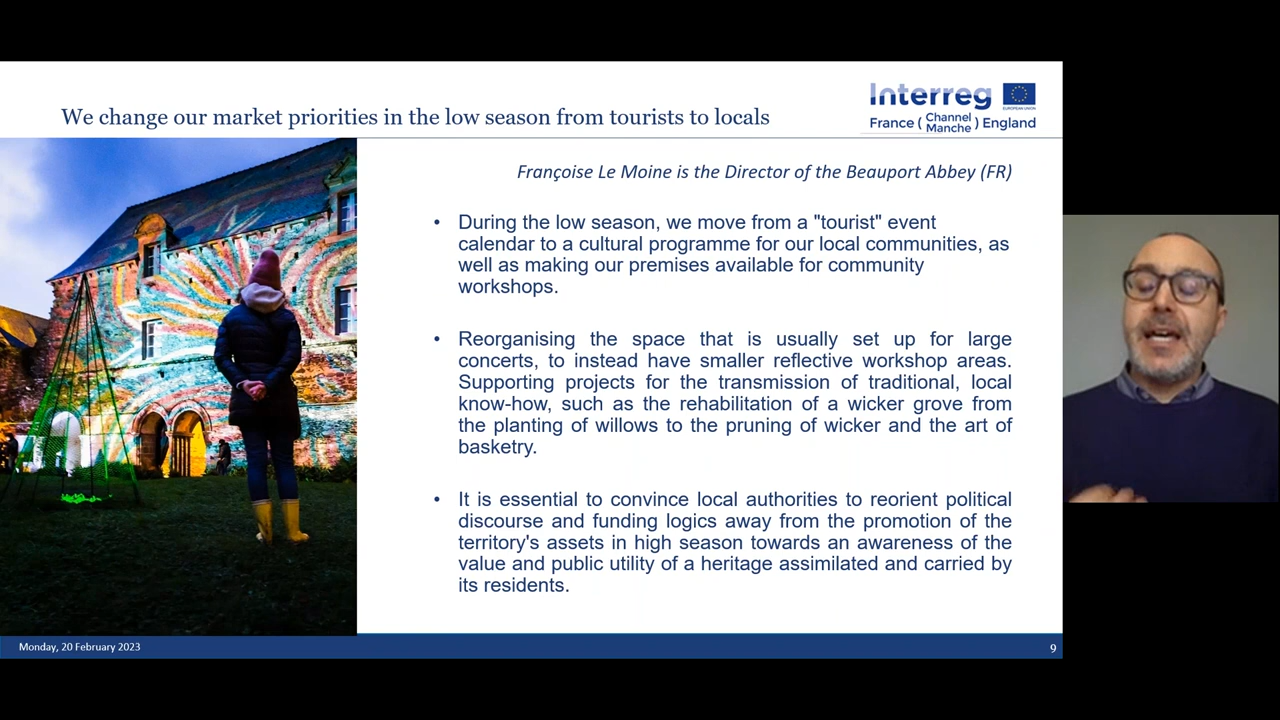 We change our market priorities in the low season from tourists to locals
Interreg
EUROPEAN UNION
France ( Channel Manche ) England
Françoise Le Moine is the Director of the Beauport Abbey (FR)
• During the low season, we move from a "tourist" event
calendar to a cultural programme for our local communities, as
well as making our premises available for community
workshops.
• Reorganising the space that is usually set up for large
concerts, to instead have smaller reflective workshop areas.
Supporting projects for the transmission of traditional, local
know-how, such as the rehabilitation of a wicker grove from
the planting of willows to the pruning of wicker and the art of
basketry.
• It is essential to convince local authorities to reorient political
discourse and funding logics away from the promotion of the
territory's assets in high season towards an awareness of the
value and public utility of a heritage assimilated and carried by
its residents.
Monday, 20 February 2023
9